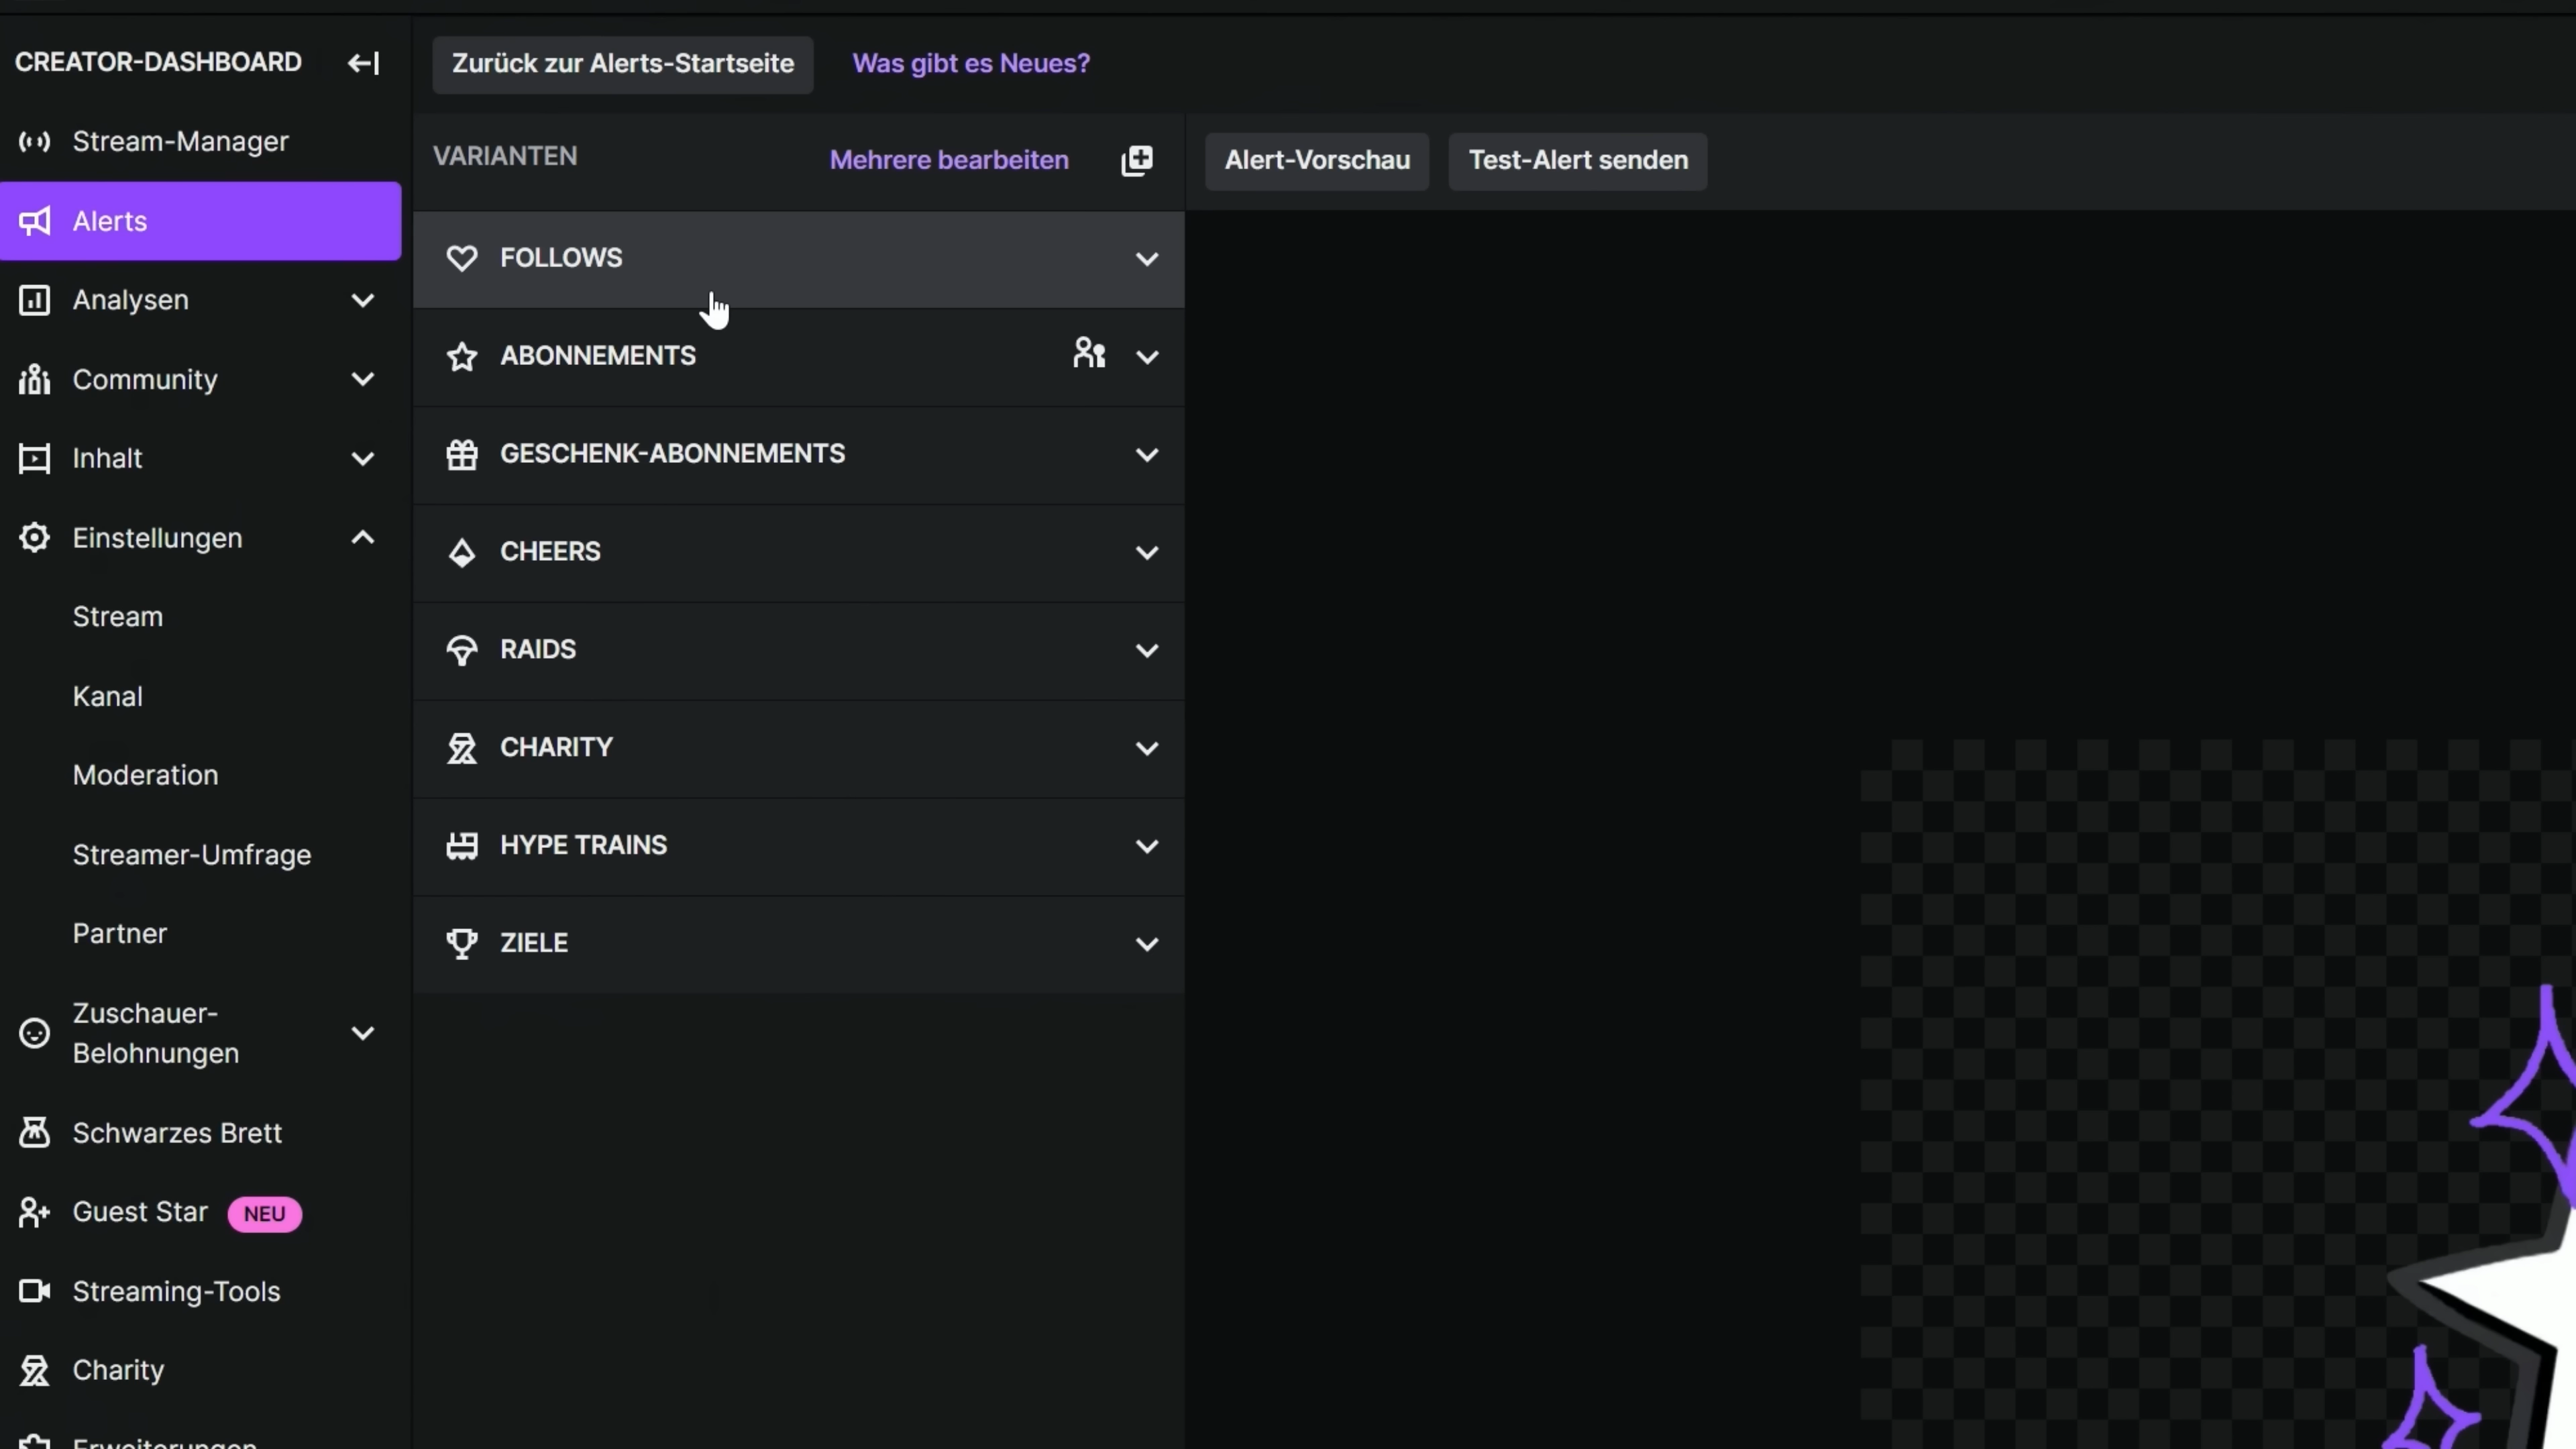 CREATOR-DASHBOARD
Zurück zur Alerts-Startseite
Was gibt es Neues?
Stream-Manager
Alerts
Analysen
Community
Inhalt
Einstellungen
Stream
Kanal
Moderation
Streamer-Umfrage
Partner
Zuschauer-
Belohnungen
Schwarzes Brett
Guest Star NEU
Streaming-Tools
Charity
Erweiterungen
VARIANTEN
Mehrere bearbeiten
FOLLOWS
ABONNEMENTS
GESCHENK-ABONNEMENTS
CHEERS
RAIDS
CHARITY
HYPE TRAINS
ZIELE
Alert-Vorschau
Test-Alert senden